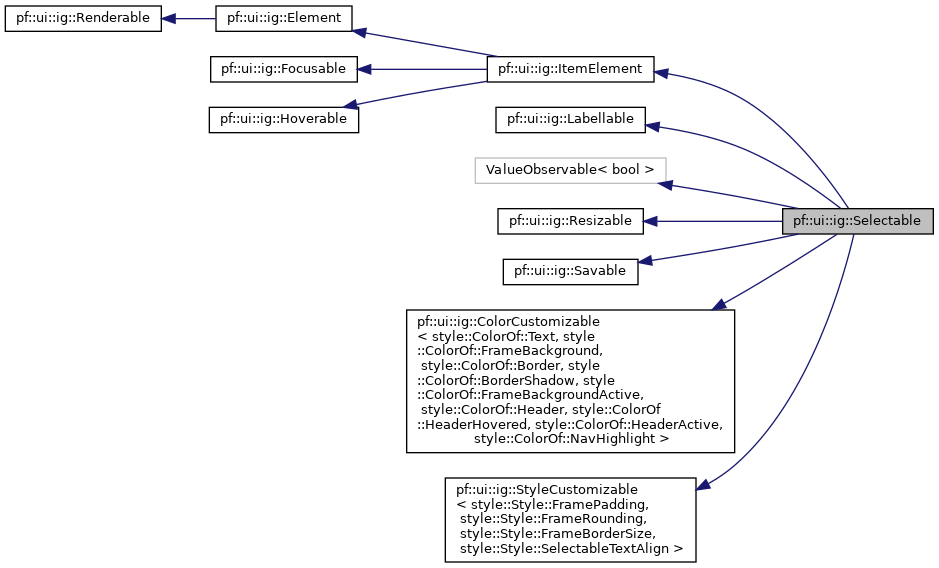 pf::ui::ig::Renderable
pf::ui::ig::Element
pf::ui::ig::Focusable
pf::ui::ig::ItemElement
pf::ui::ig::Hoverable
pf::ui::ig::Labellable
ValueObservable< bool >
pf::ui::ig::Resizable
pf::ui::ig::Selectable
pf::ui::ig::Savable
pf::ui::ig::ColorCustomizable
< style::ColorOf::Text, style
::ColorOf::FrameBackground,
style::ColorOf::Border, style
::ColorOf::BorderShadow, style
::ColorOf::FrameBackgroundActive,
style::ColorOf::Header, style::ColorOf
::HeaderHovered, style::ColorOf::HeaderActive,
style::ColorOf::NavHighlight >
pf::ui::ig::StyleCustomizable
< style::Style::FramePadding,
style::Style::FrameRounding,
style::Style::FrameBorderSize,
style::Style::SelectableTextAlign >